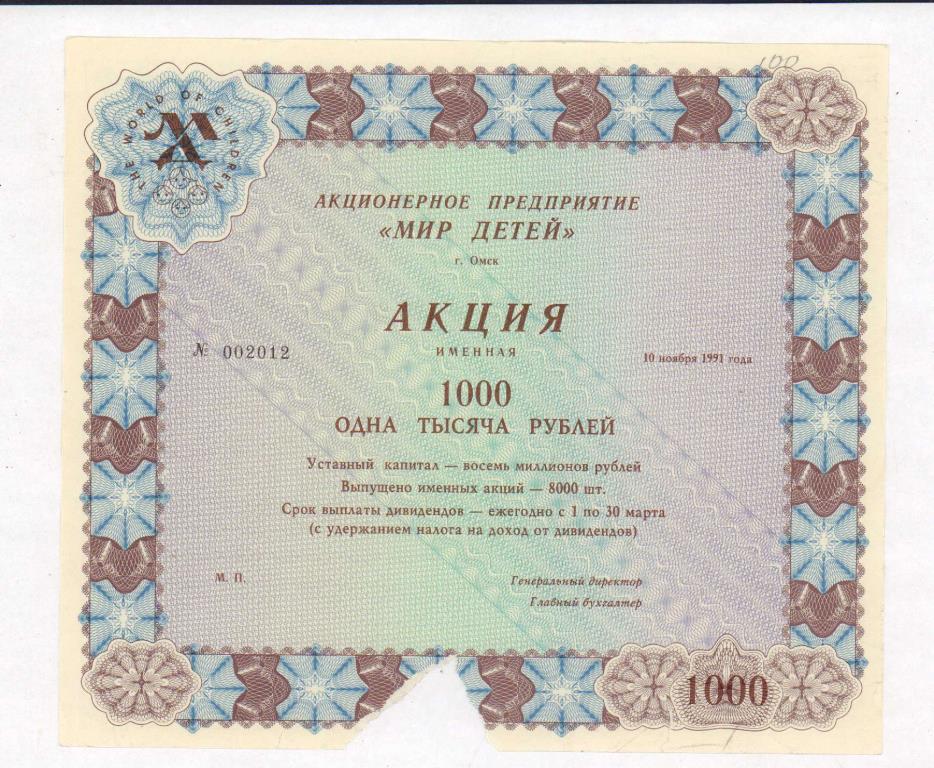 100
THE WORLD OF CHILDREN
АКЦИОНЕРНОЕ ПРЕДПРИЯТИЕ
«МИР ДЕТЕЙ»
г. Омск
АКЦИЯ
ИМЕННАЯ
№ 002012
10 ноября 1991 года
1000
ОДНА ТЫСЯЧА РУБЛЕЙ
Уставный капитал — восемь миллионов рублей
Выпущено именных акций — 8000 шт.
Срок выплаты дивидендов — ежегодно с 1 по 30 марта
(с удержанием налога на доход от дивидендов)
М. П.
Генеральный директор
Главный бухгалтер
1000